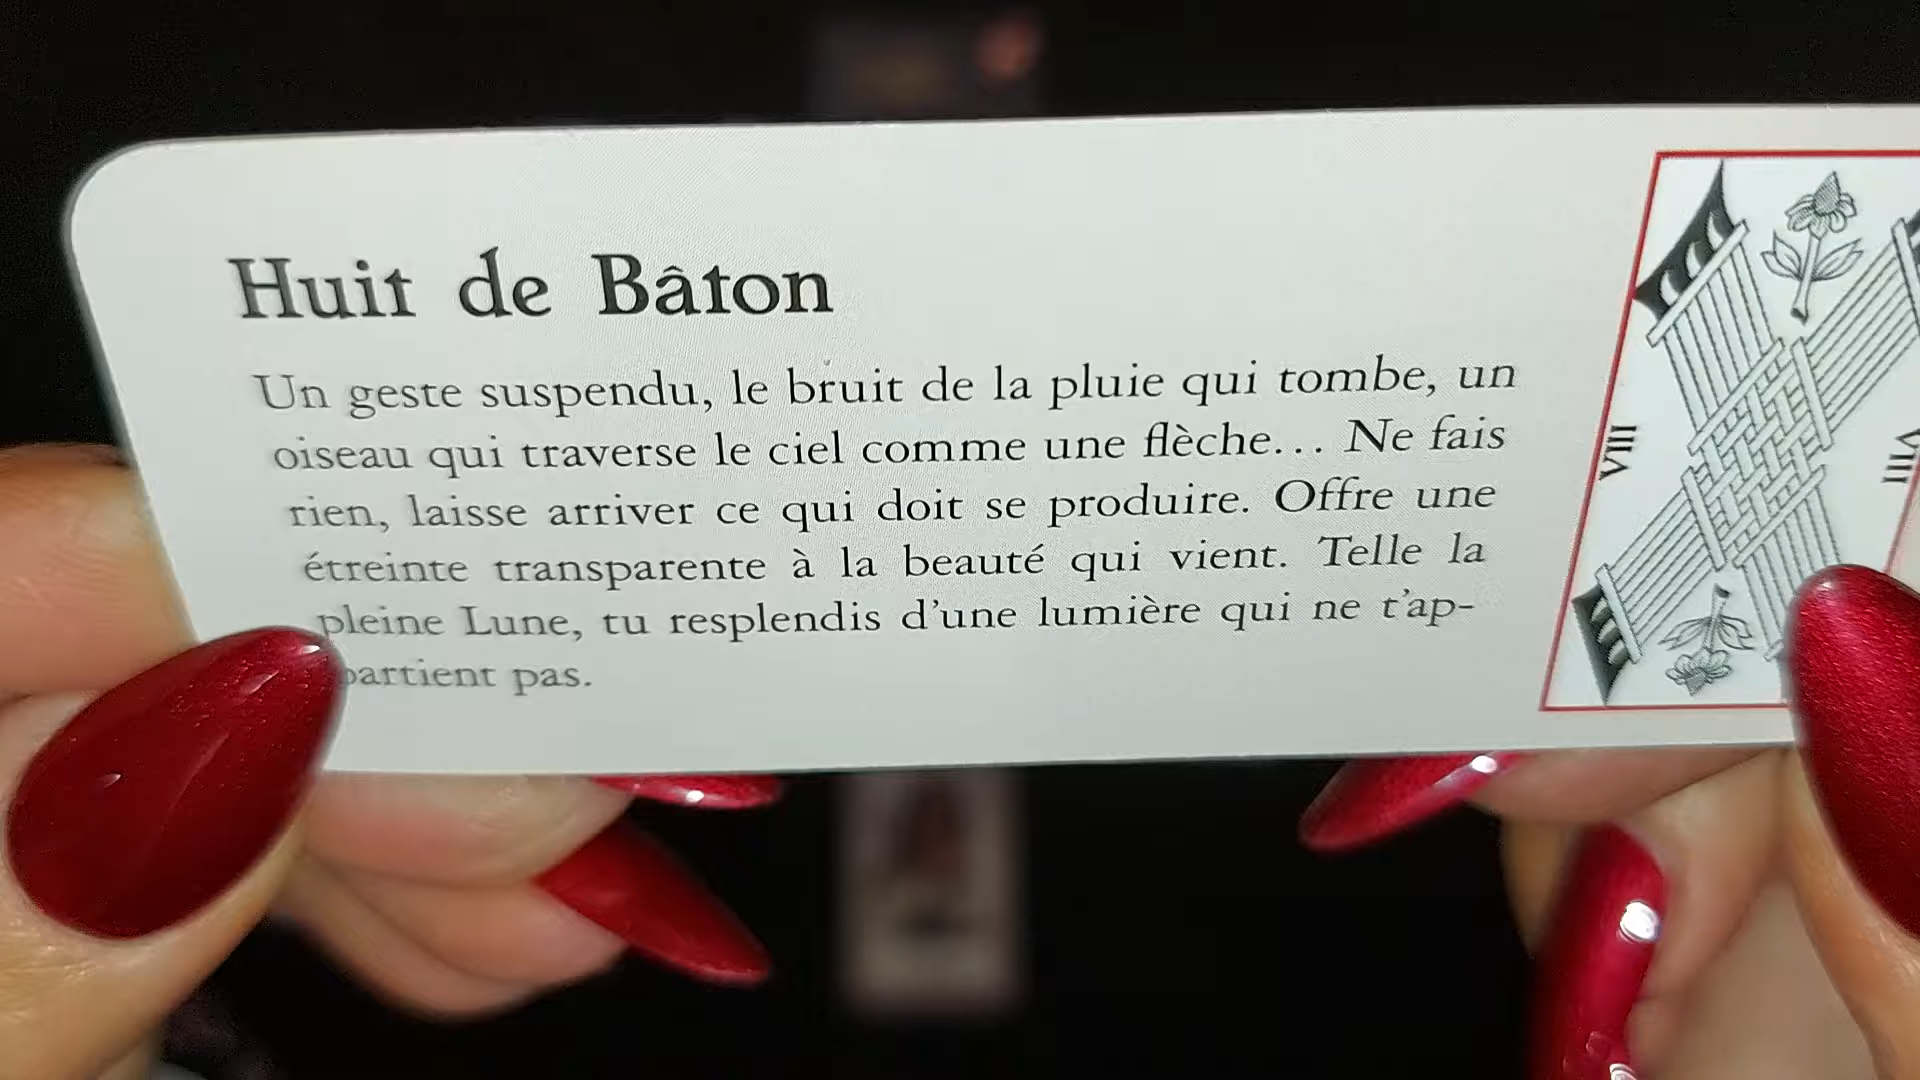 Huit de Bâton
Un geste suspendu, le bruit de la pluie qui tombe, un
oiseau qui traverse le ciel comme une flèche... Ne fais
rien, laisse arriver ce qui doit se produire. Offre une
étreinte transparente à la beauté qui vient. Telle la
pleine Lune, tu resplendis d'une lumière qui ne t'ap-
partient pas.
VIII
VIII